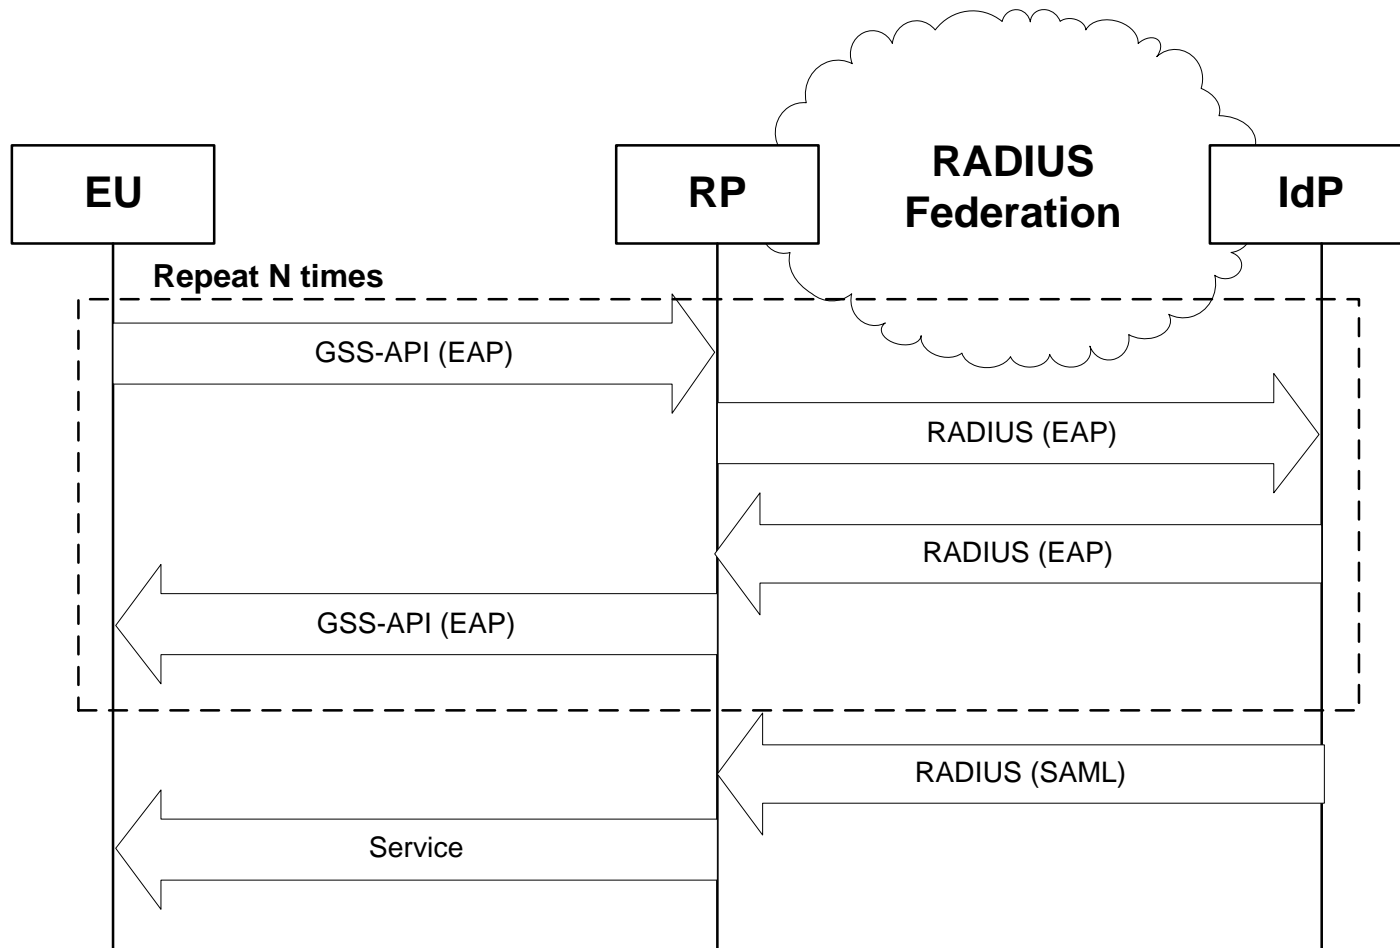 EU
RP
RADIUS
Federation
IdP
Repeat N times
GSS-API (EAP)
RADIUS (EAP)
RADIUS (EAP)
GSS-API (EAP)
RADIUS (SAML)
Service